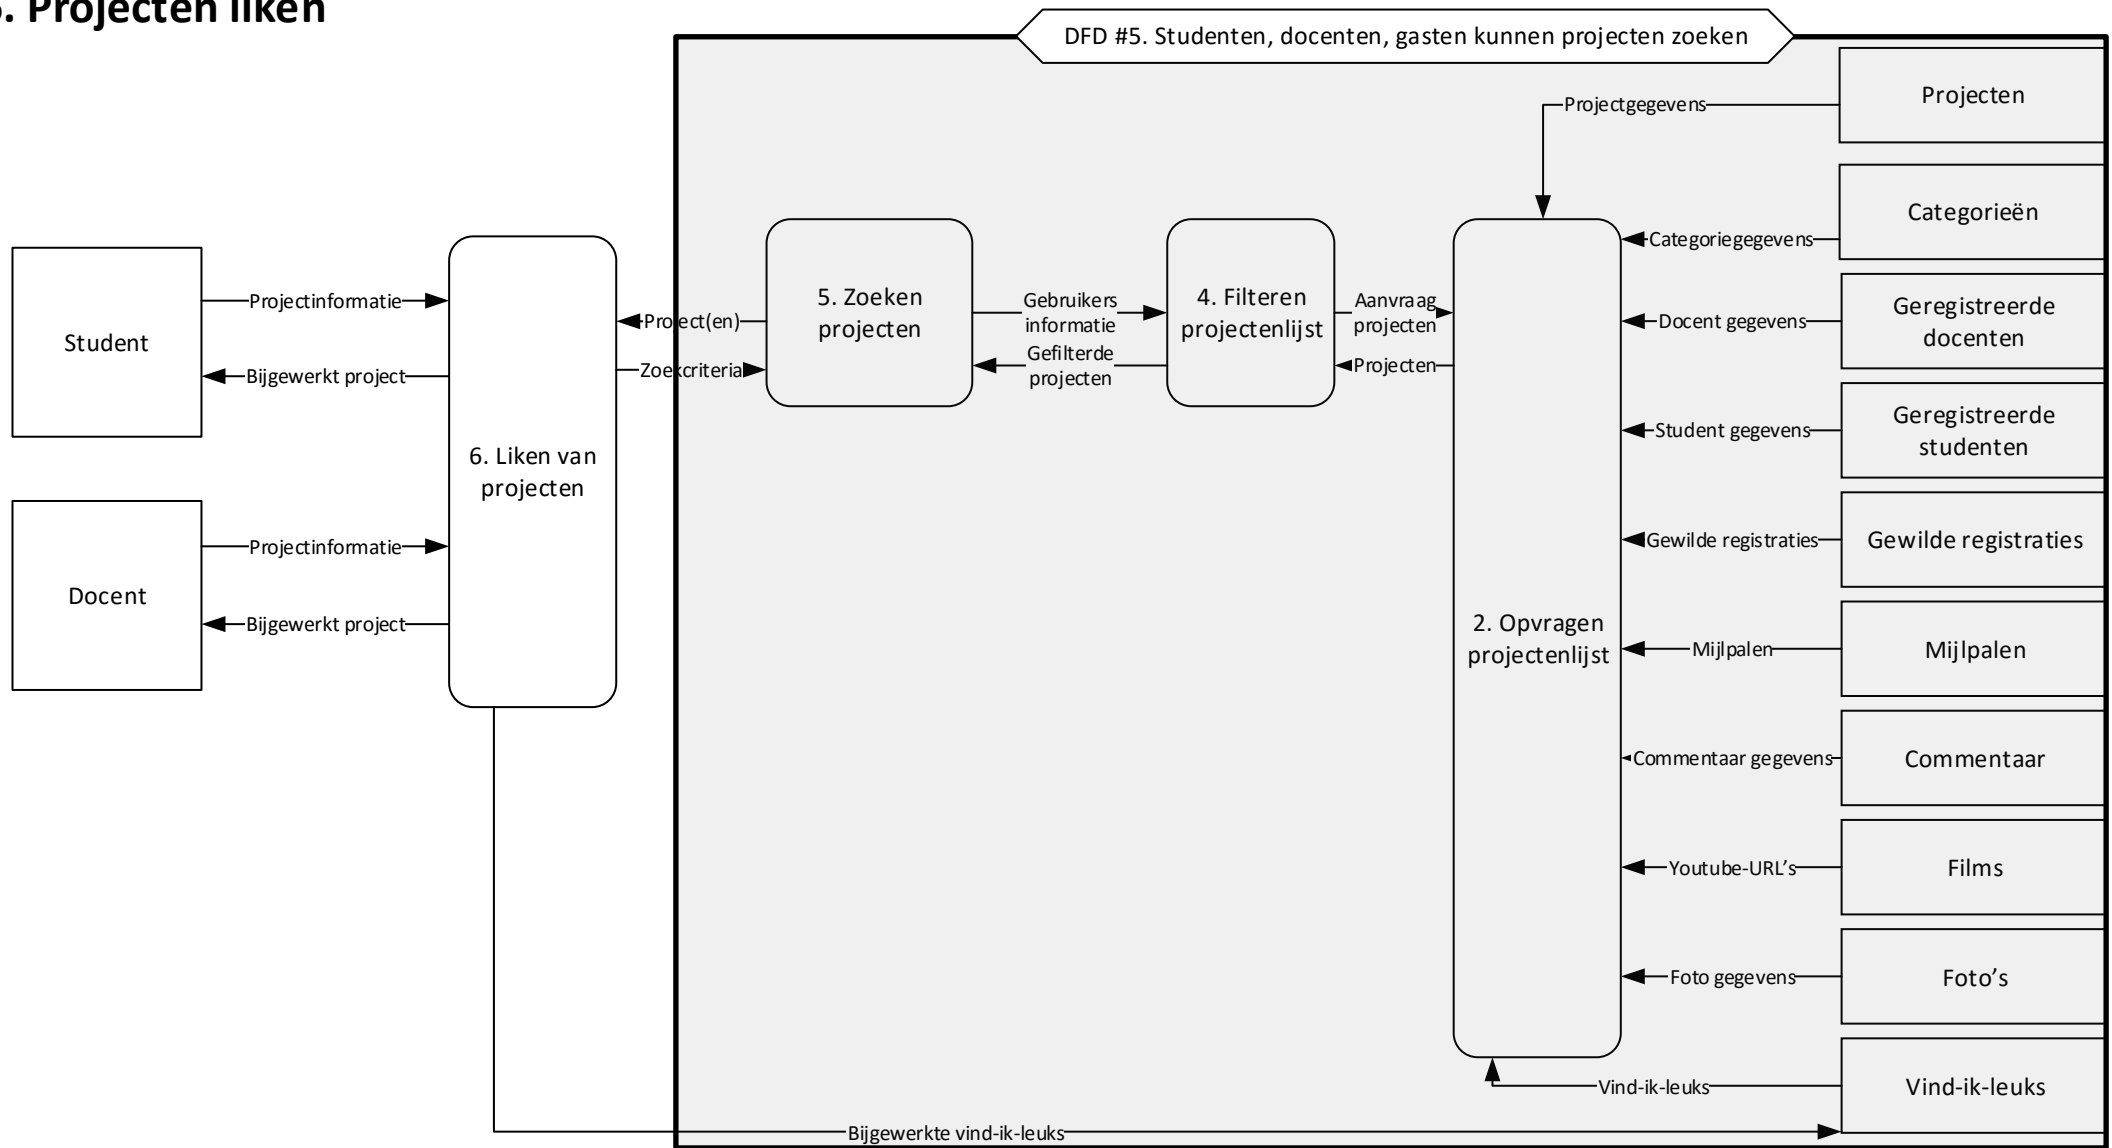 . Projecten liken
DFD #5. Studenten, docenten, gasten kunnen projecten zoeken
Projecten
Projectgegevens
Categorieën
Categoriegegevens
Student
Projectinformatie
Bijgewerkt project
Docent
Projectinformatie
Bijgewerkt project
6. Liken van
projecten
Project(en)
Zoekcriteria
5. Zoeken
projecten
Gebruikers
informatie
Gefilterde
projecten
4. Filteren
projectenlijst
Aanvraag
projecten
Projecten
2. Opvragen
projectenlijst
Docent gegevens
Geregistreerde
docenten
Student gegevens
Geregistreerde
studenten
Gewilde registraties
Gewilde registraties
Mijlpalen
Mijlpalen
Commentaar gegevens
Commentaar
Youtube-URL’s
Films
Foto gegevens
Foto’s
Vind-ik-leuks
Vind-ik-leuks
Bijgewerkte vind-ik-leuks